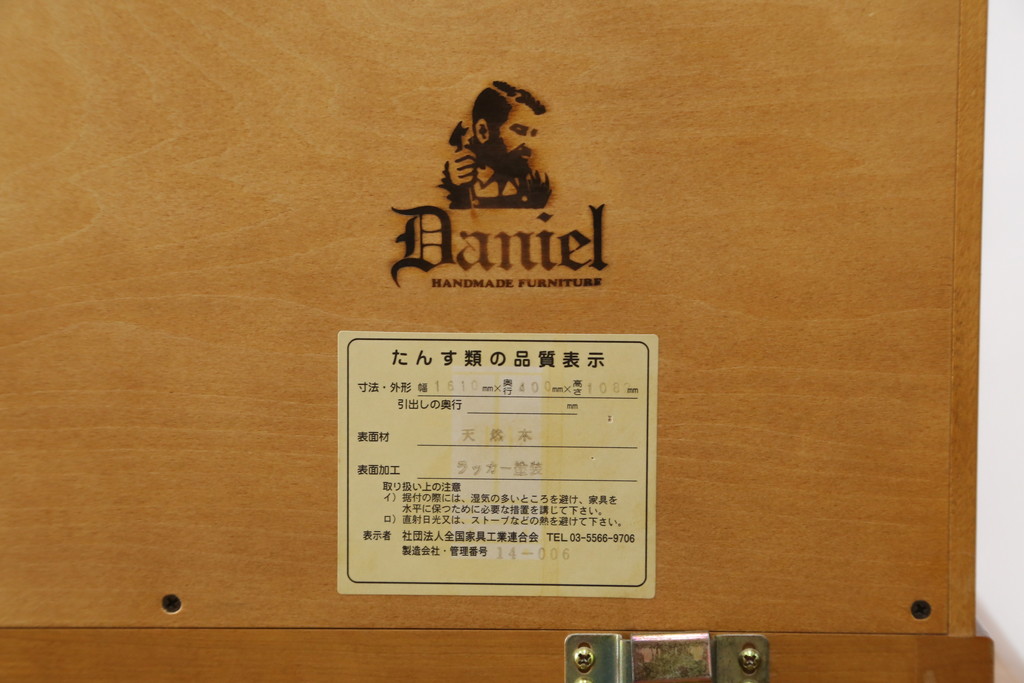 Daniel
HANDMADE FURNITURE
たんす類の品質表示
寸法・外形 幅 1610 mm×奥行 400 mm×高さ 108 mm
引出しの奥行 mm
表面材 天然木
表面加工 ラッカー塗装
取り扱い上の注意
イ）据付の際には、湿気の多いところを避け、家具を
水平に保つために必要な措置を講じて下さい。
ロ）直射日光又は、ストーブなどの熱を避けて下さい。
表示者 社団法人全国家具工業連合会 TEL 03-5566-9706
製造会社・管理番号 14-006